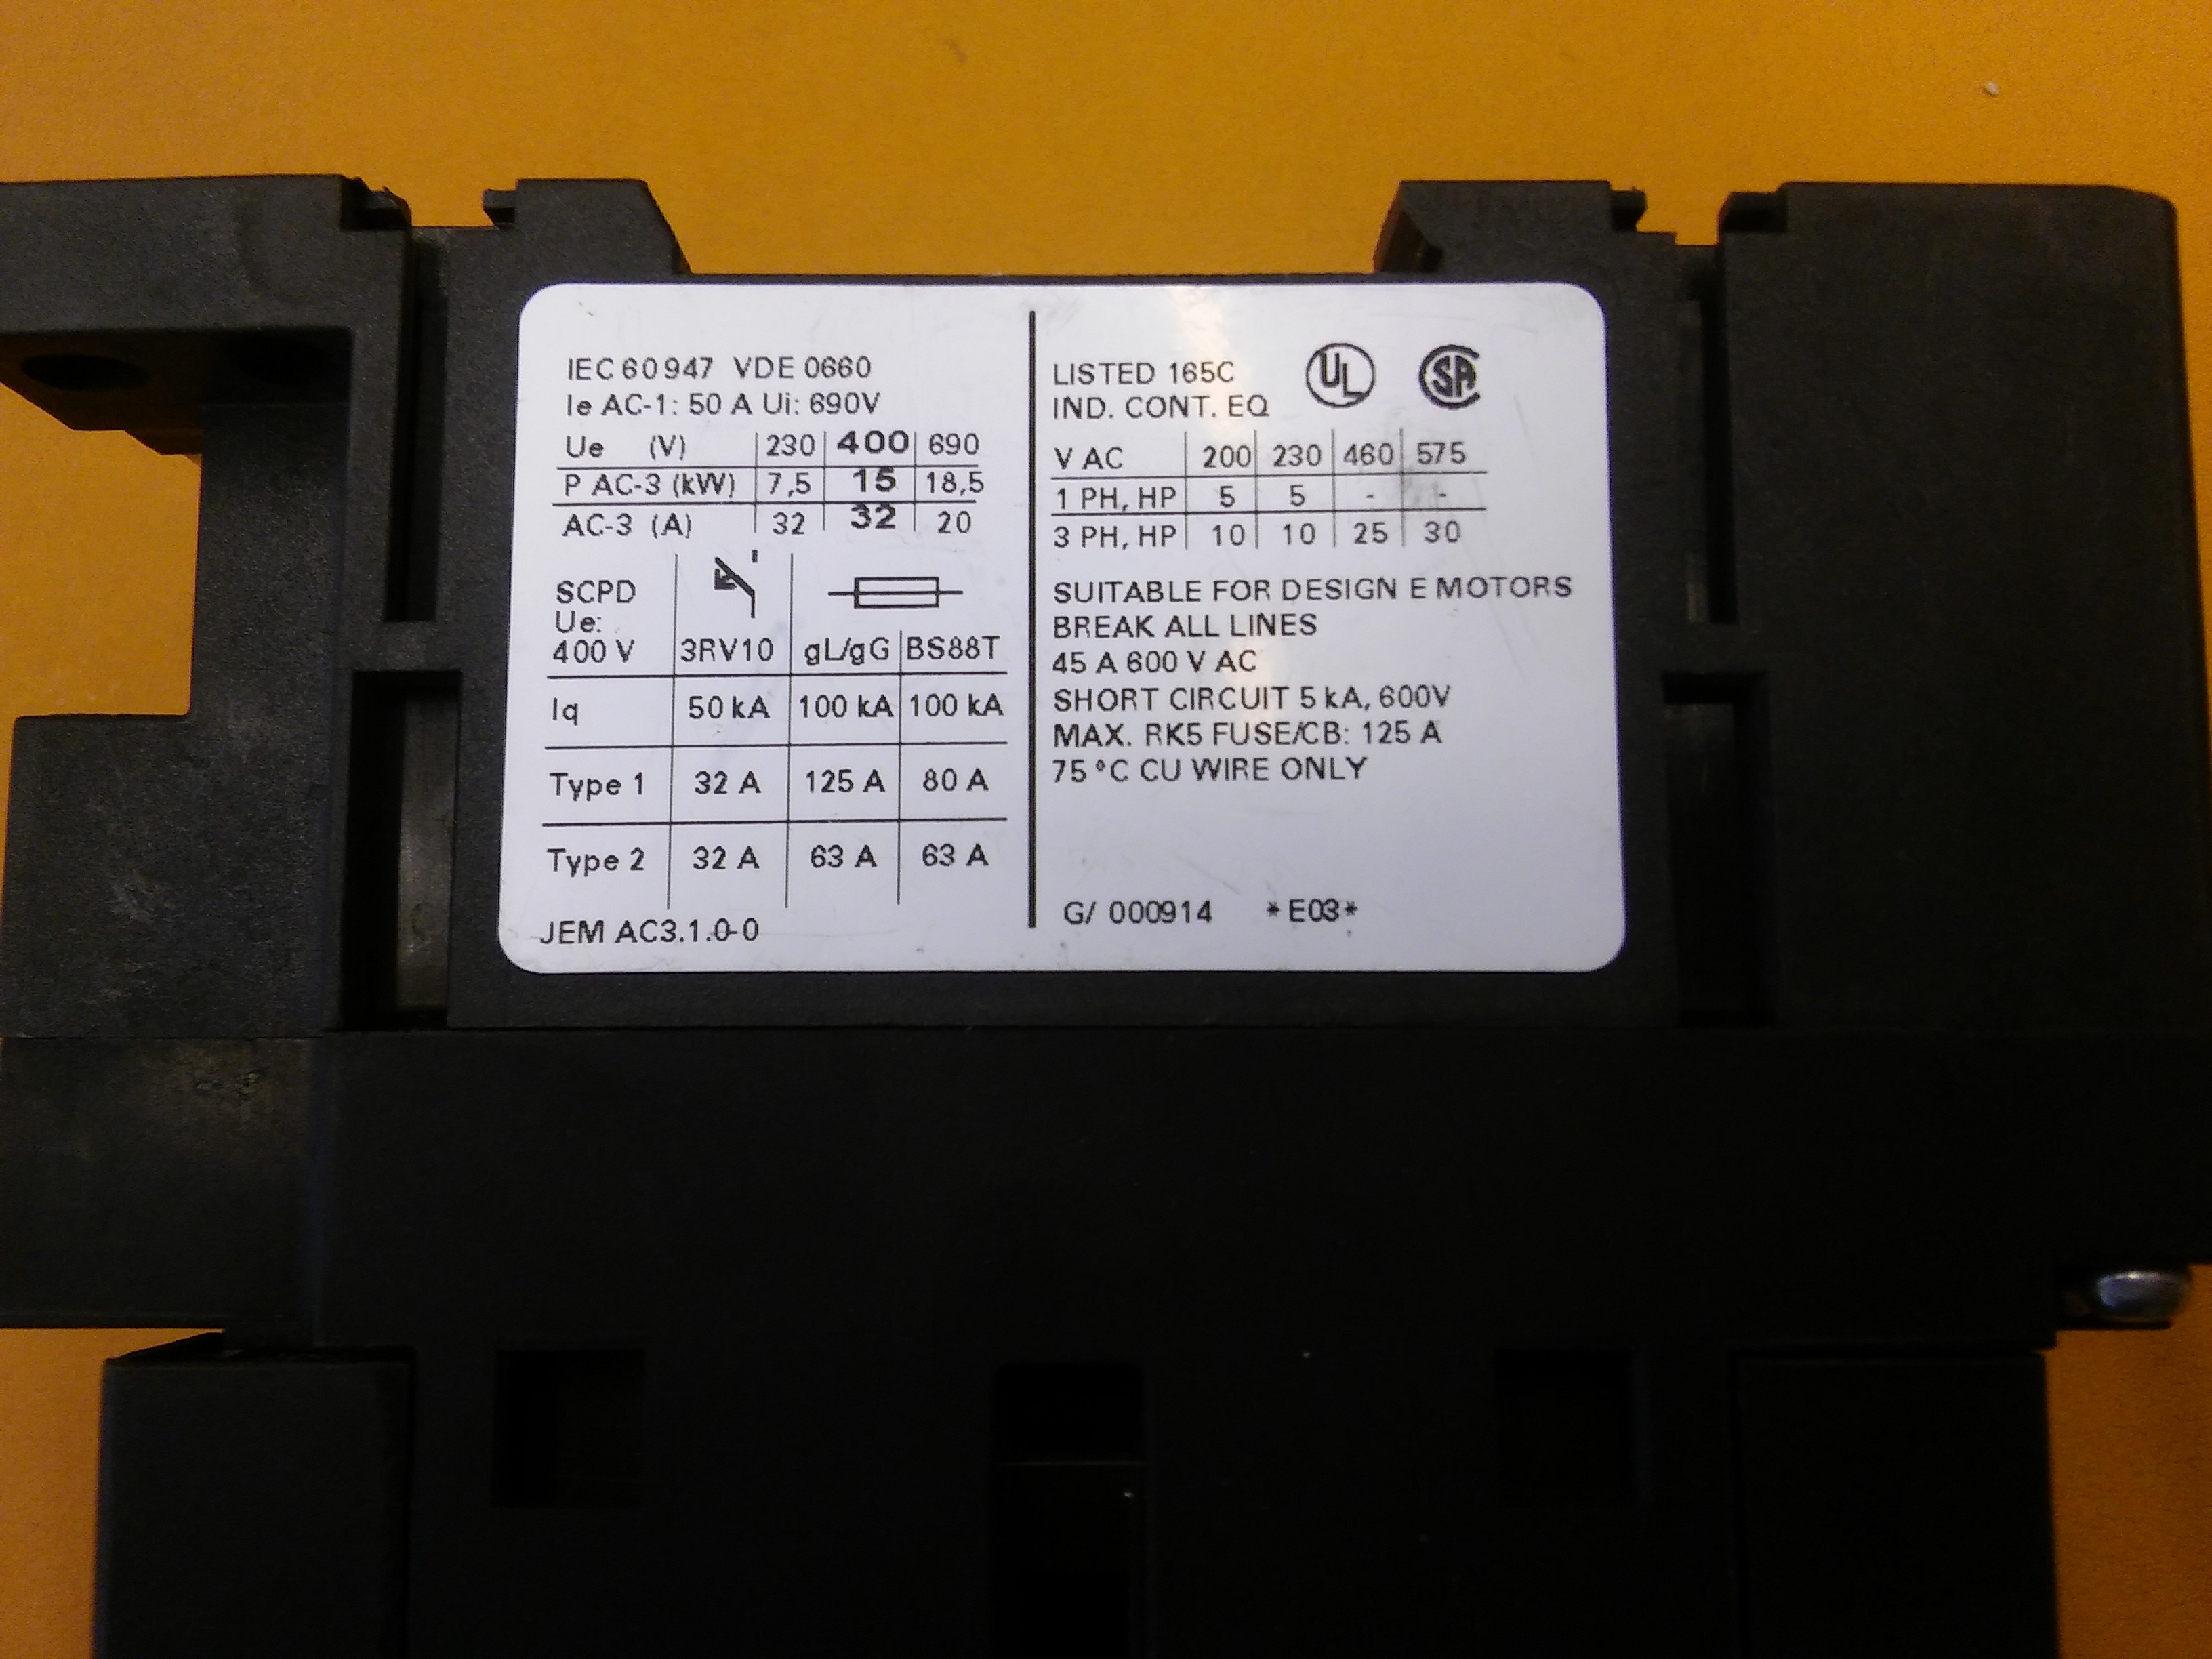 IEC 60947 VDE 0660
Ie AC-1: 50 A Ui: 690V
Ue (V) 230 400 690
P AC-3 (kW) 7,5 15 18,5
AC-3 (A) 32 32 20
SCPD
Ue:
400 V 3RV10 gL/gG BS88T
Iq 50 kA 100 kA 100 kA
Type 1 32 A 125 A 80 A
Type 2 32 A 63 A 63 A
JEM AC3.1.0-0
LISTED 165C UL SA
IND. CONT. EQ
V AC 200 230 460 575
1 PH, HP 5 5 - -
3 PH, HP 10 10 25 30
SUITABLE FOR DESIGN E MOTORS
BREAK ALL LINES
45 A 600 V AC
SHORT CIRCUIT 5 kA, 600V
MAX. RK5 FUSE/CB: 125 A
75 °C CU WIRE ONLY
G/ 000914 *E03*